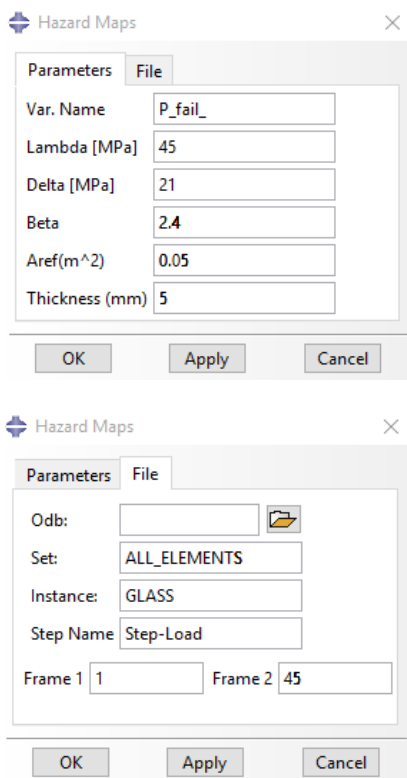 Hazard Maps
Parameters File
Var. Name P_fail_
Lambda [MPa] 45
Delta [MPa] 21
Beta 2.4
Aref(m^2) 0.05
Thickness (mm) 5
OK Apply Cancel
Hazard Maps
Parameters File
Odb:
Set: ALL_ELEMENTS
Instance: GLASS
Step Name Step-Load
Frame 1 1 Frame 2 45
OK Apply Cancel